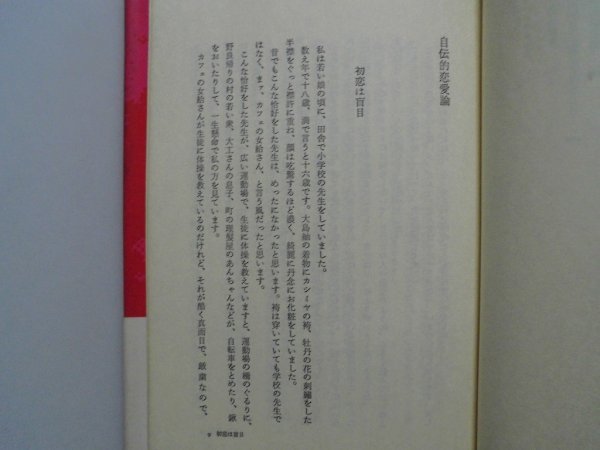 自伝的恋愛論
初恋は盲目
私は若い娘の頃に、田舎で小学校の先生をしていました。
数え年で十八歳、満で言うと十六歳です。大島紬の着物にカシミヤの袴、牡丹の花の刺繡をした
半襟をぐっと襟許に重ね、顔は吃驚するほど濃く、綺麗に丹念にお化粧をしていました。
昔でもこんな恰好をした先生は、めったになかったと思います。袴は穿いていても学校の先生で
はなく、まァ、カフェの女給さん、と言う風だったと思います。
こんな恰好をした先生が、広い運動場で、生徒に体操を教えていますと、運動場の柵のぐるりに、
野良帰りの村の若い衆、大工さんの息子、町の理髪屋のあんちゃんなどが、自転車をとめたり、鍬
をおいたりして、一生懸命で私の方を見ています。
カフェの女給さんが生徒に体操を教えているのだけれど、それが酷く真面目で、厳粛なので、
9 初恋は盲目